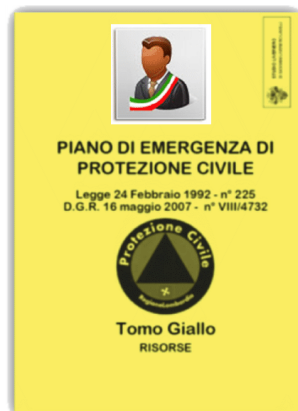 PIANO DI EMERGENZA DI
PROTEZIONE CIVILE
Legge 24 Febbraio 1992 - n° 225
D.G.R. 16 maggio 2007 - n° VIII/4732
Protezione Civile
RegioneLombardia
Tomo Giallo
RISORSE